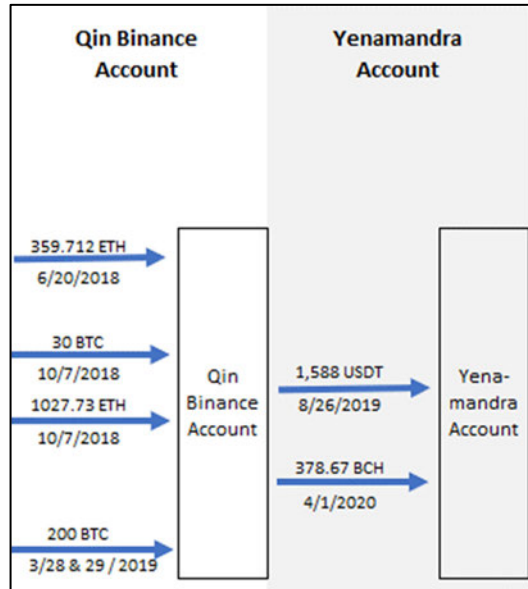 Qin Binance
Account
Yenamandra
Account
359.712 ETH
6/20/2018
30 BTC
10/7/2018
1027.73 ETH
10/7/2018
200 BTC
3/28 & 29 / 2019
Qin
Binance
Account
1,588 USDT
8/26/2019
378.67 BCH
4/1/2020
Yena-
mandra
Account